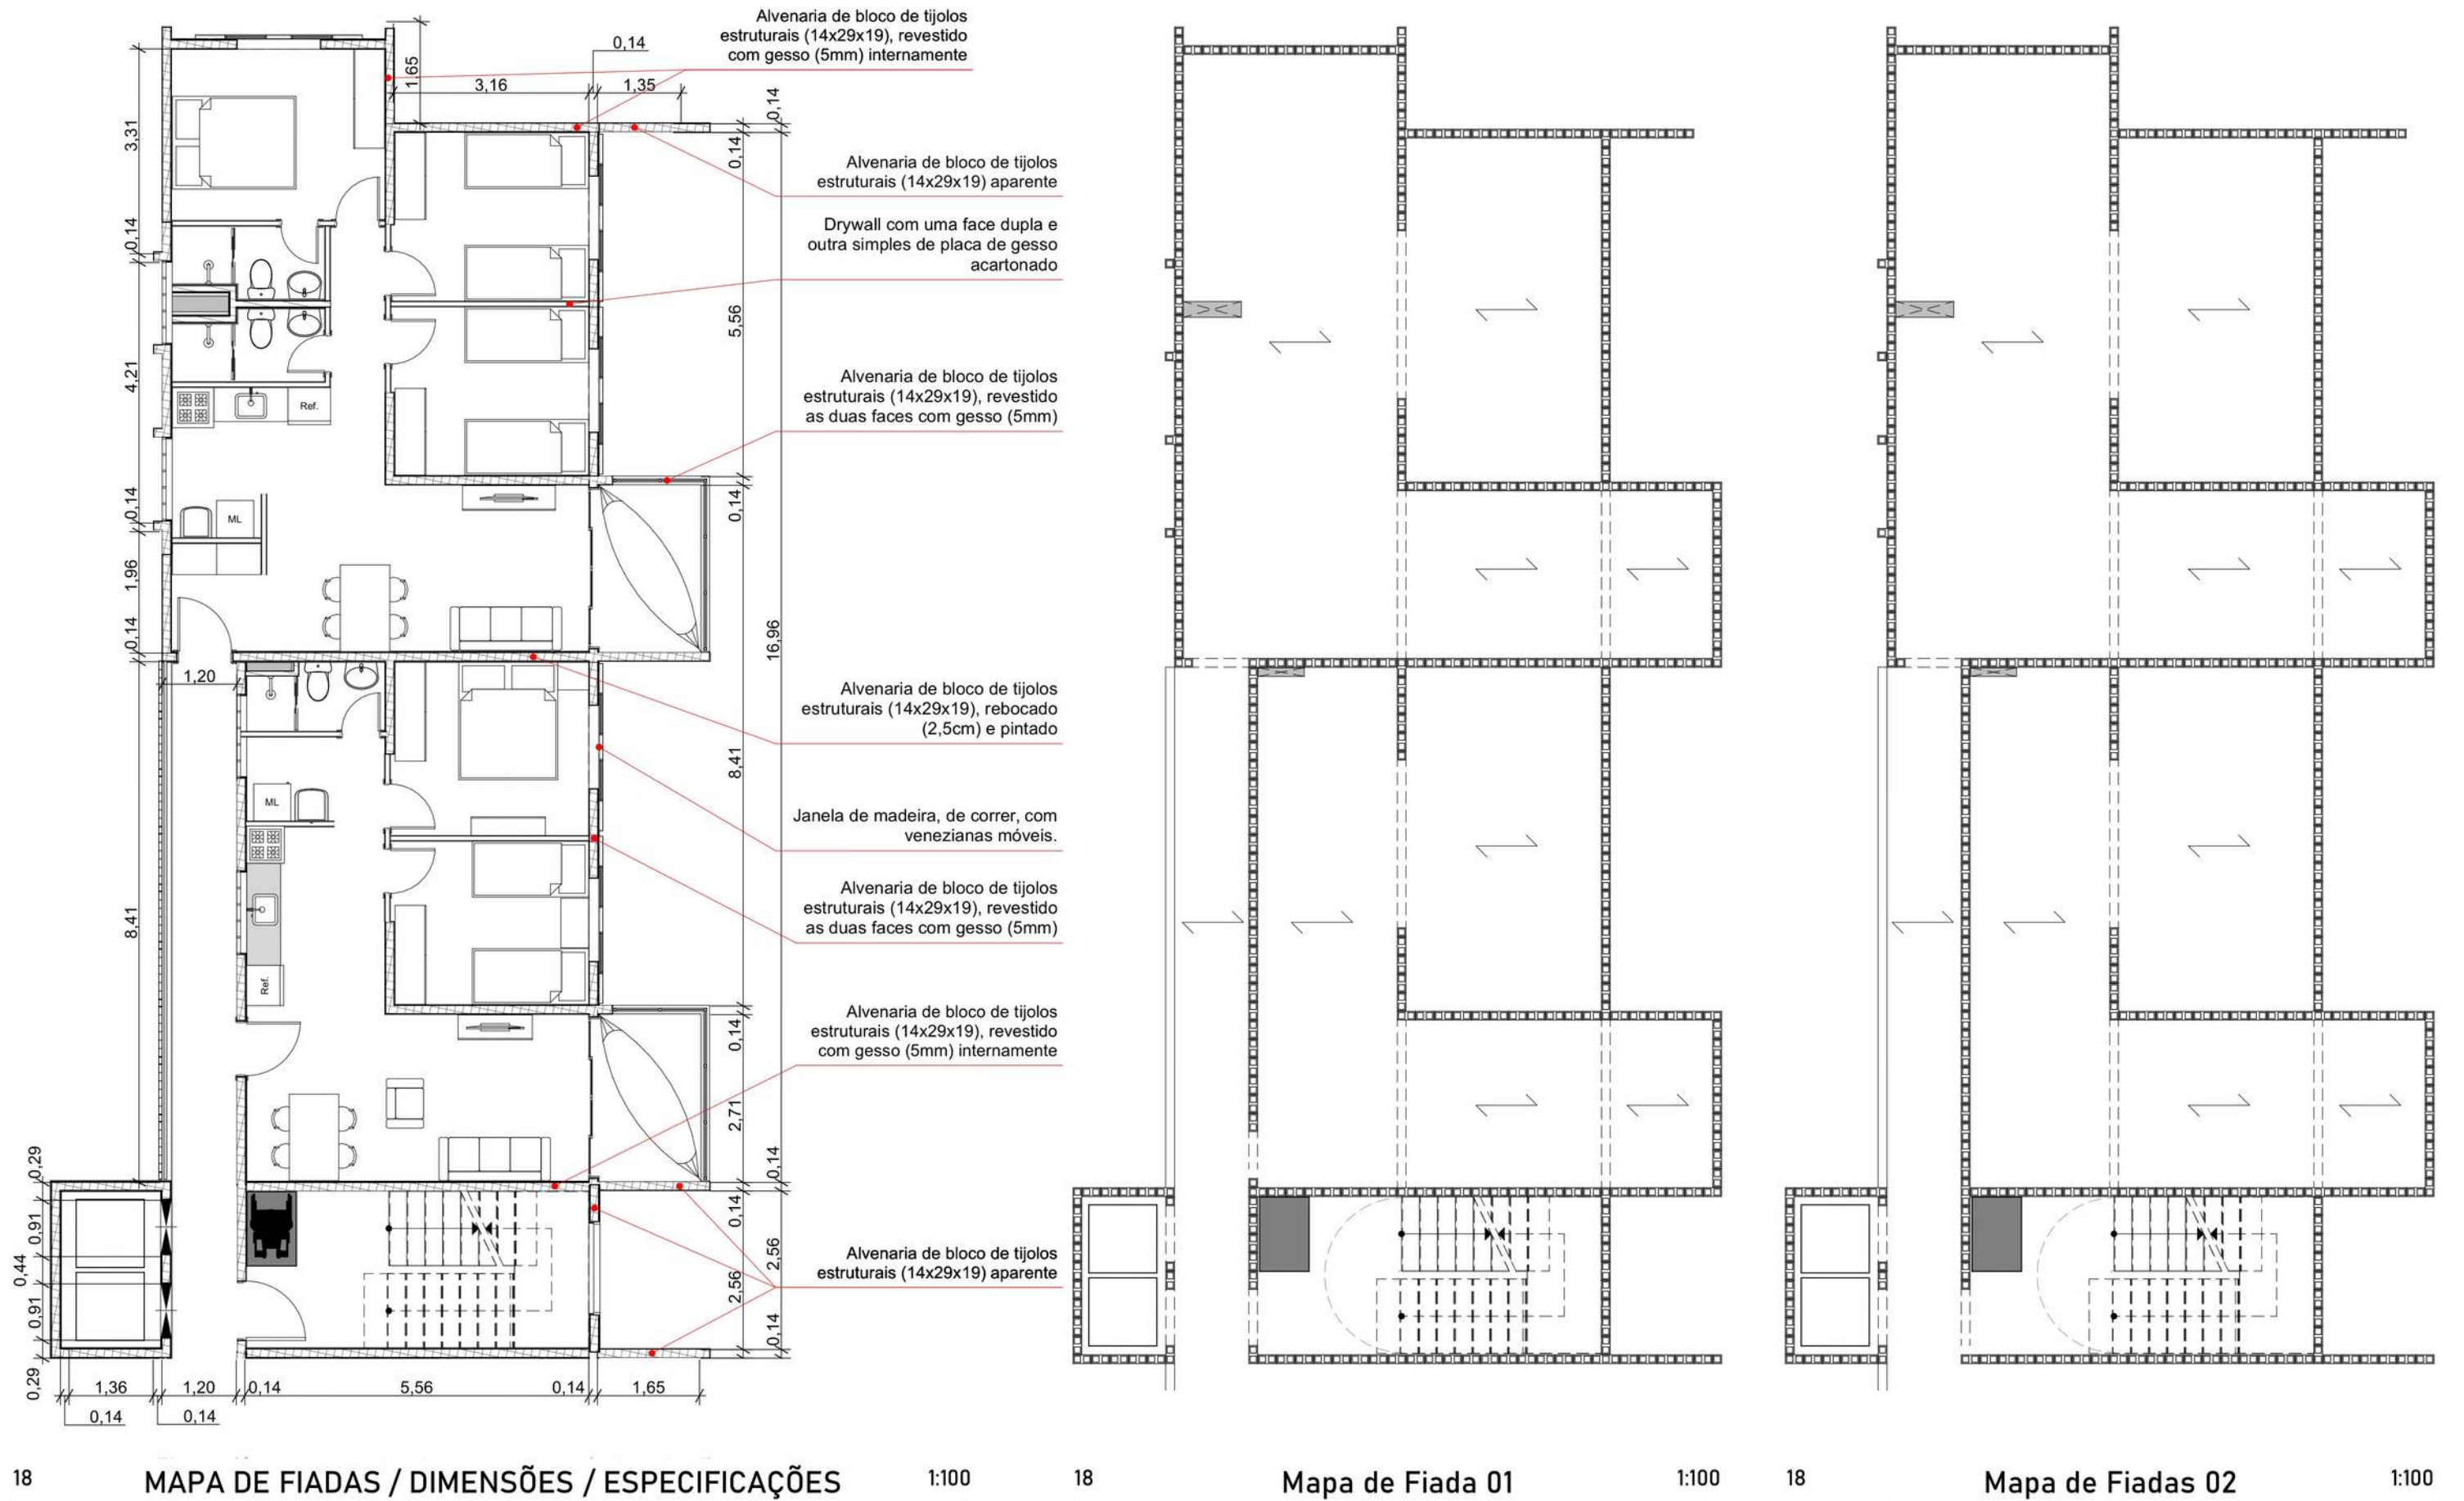 Alvenaria de bloco de tijolos
estruturais (14x29x19), revestido
com gesso (5mm) internamente
0,14
1,65
3,16
1,35
0,14
3,31
0,14
Alvenaria de bloco de tijolos
estruturais (14x29x19) aparente
Drywall com uma face dupla e
outra simples de placa de gesso
acartonado
0,14
5,56
4,21
Ref.
Alvenaria de bloco de tijolos
estruturais (14x29x19), revestido
as duas faces com gesso (5mm)
0,14
ML
0,14
1,96
0,14
16,96
1,20
Alvenaria de bloco de tijolos
estruturais (14x29x19), rebocado
(2,5cm) e pintado
8,41
ML
Janela de madeira, de correr, com
venezianas móveis.
8,41
Alvenaria de bloco de tijolos
estruturais (14x29x19), revestido
as duas faces com gesso (5mm)
Ref.
Alvenaria de bloco de tijolos
estruturais (14x29x19), revestido
com gesso (5mm) internamente
0,14
2,71
0,14
0,29
0,91
0,44
0,91
0,29
0,14
2,56
2,56
0,14
Alvenaria de bloco de tijolos
estruturais (14x29x19) aparente
1,36
1,20
0,14
5,56
0,14
1,65
0,14
0,14
18
MAPA DE FIADAS / DIMENSÕES / ESPECIFICAÇÕES
1:100
18
Mapa de Fiada 01
1:100
18
Mapa de Fiadas 02
1:100